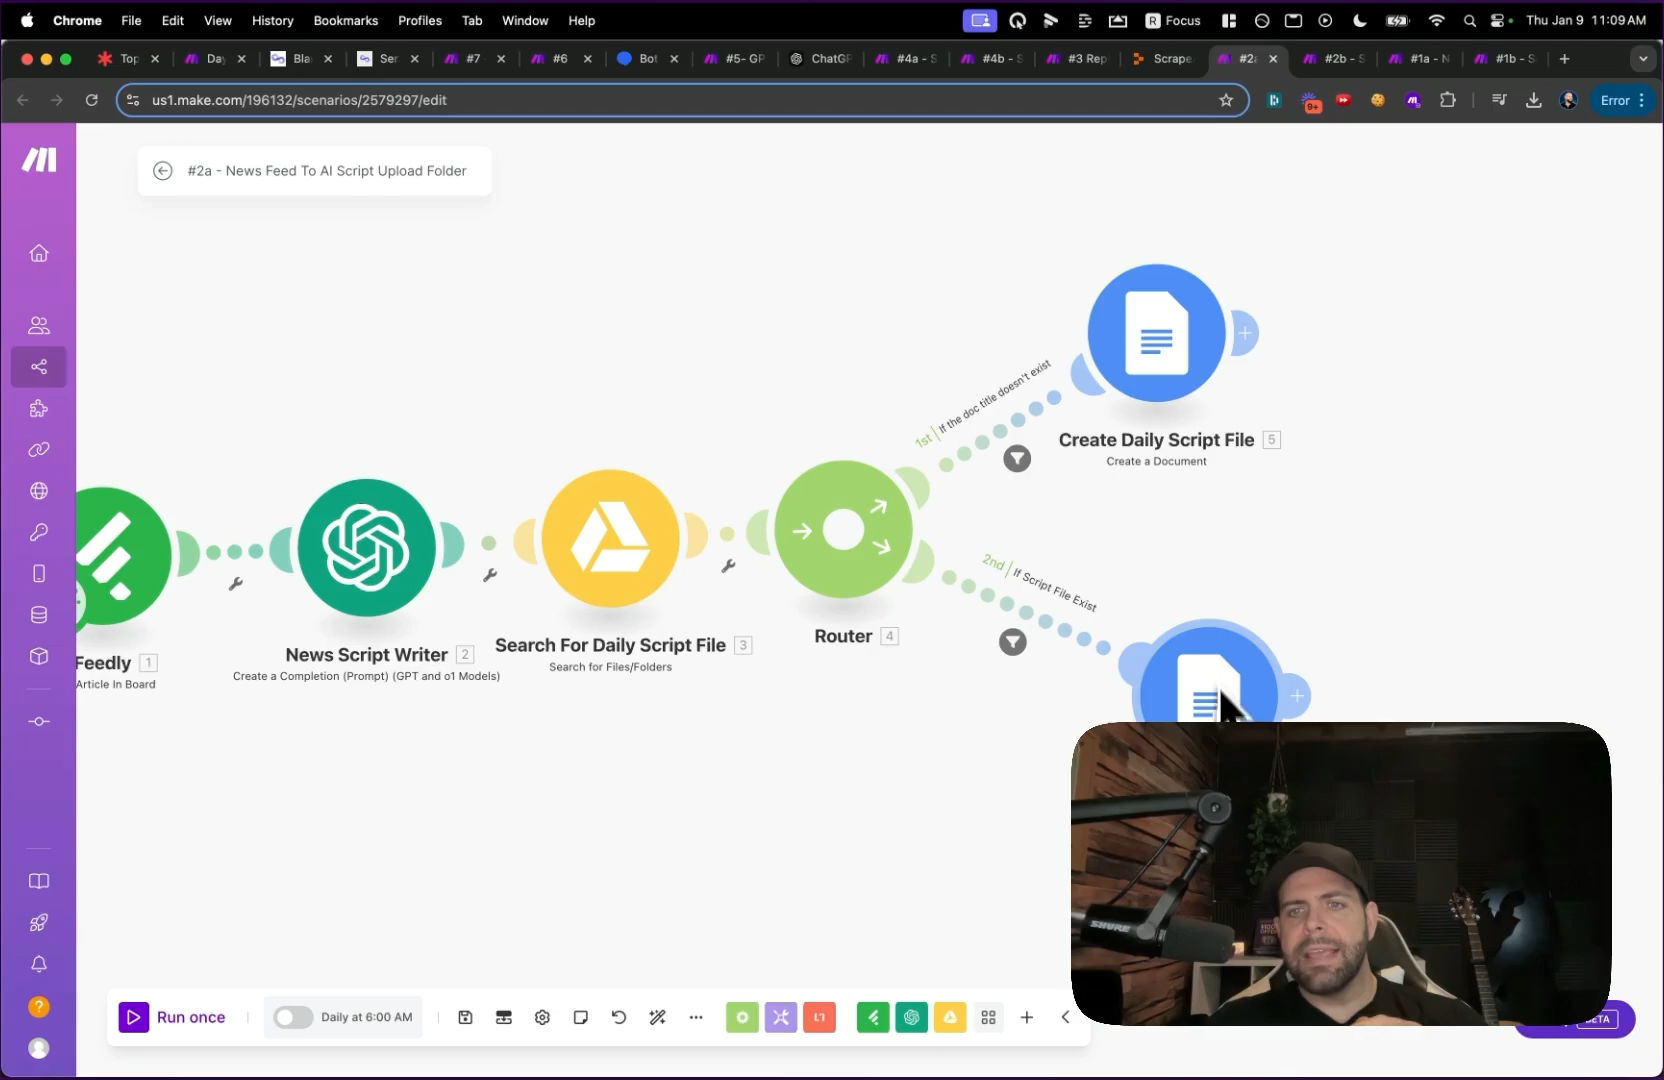 Chrome File Edit View History Bookmarks Profiles Tab Window Help R Focus Thu Jan 9 11:09 AM
Top Day Bla Ser #7 #6 Bot #5- GP ChatGP #4a - S #4b - S #3 Rep Scrape #2a #2b - S #1a - N #1b - S
us1.make.com/196132/scenarios/2579297/edit 9+ Error
#2a - News Feed To AI Script Upload Folder
1st | If the doc title doesn't exist
Create Daily Script File 5
Create a Document
2nd | If Script File Exist
Router 4
Search For Daily Script File 3
Search for Files/Folders
News Script Writer 2
Create a Completion (Prompt) (GPT and o1 Models)
Feedly 1
Article In Board
SHURE
?
Run once Daily at 6:00 AM
BETA